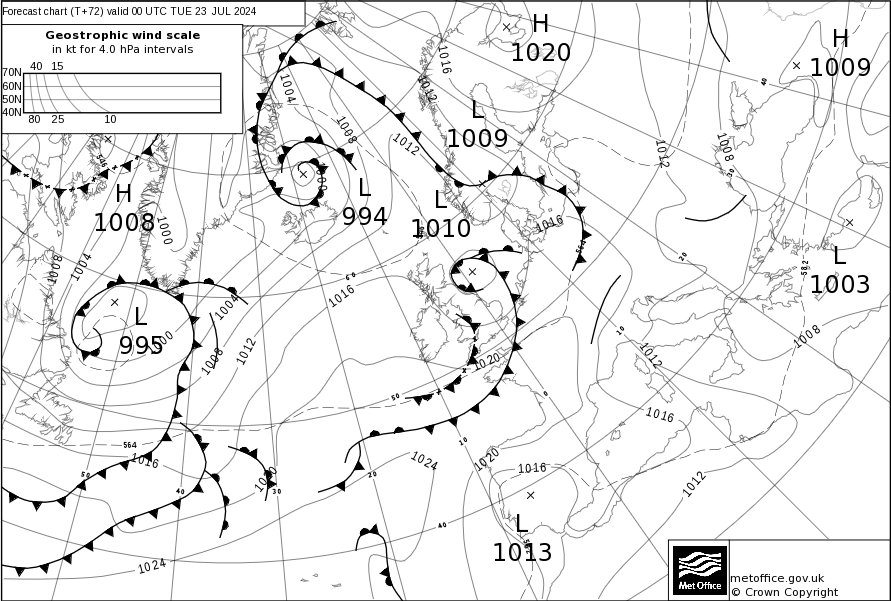 Forecast chart (T+72) valid 00 UTC TUE 23 JUL 2024
Geostrophic wind scale
in kt for 4.0 hPa intervals
40 15
70N
60N
50N
40N
80 25 10
H
1020
H
1009
L
1009
H
1008
L
994
L
1010
L
1003
L
995
L
1013
1016
1012
1004
1008
1012
1012
1008
1000
1008
1004
1016
1004
1016
1008
1012
1020
1012
1008
1016
1012
1016
1024
1020
1016
1020
1024
564
582
40
30
20
10
0
10
20
30
40
50
60
50
40
metoffice.gov.uk
© Crown Copyright
Met Office